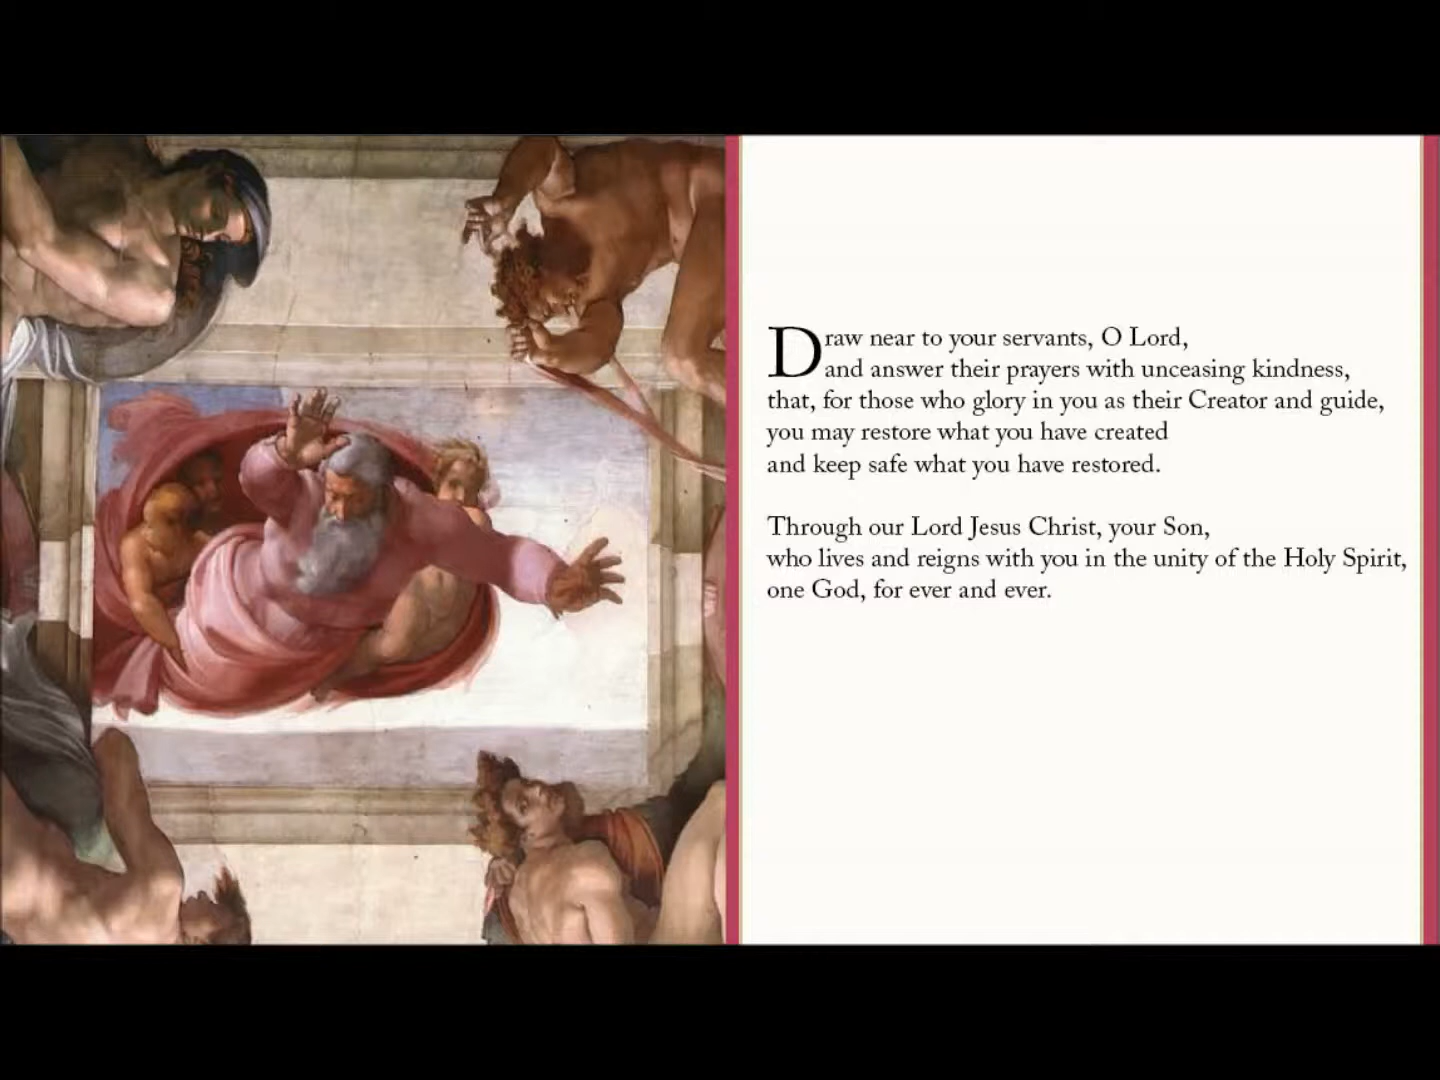 Draw near to your servants, O Lord,
and answer their prayers with unceasing kindness,
that, for those who glory in you as their Creator and guide,
you may restore what you have created
and keep safe what you have restored.
Through our Lord Jesus Christ, your Son,
who lives and reigns with you in the unity of the Holy Spirit,
one God, for ever and ever.